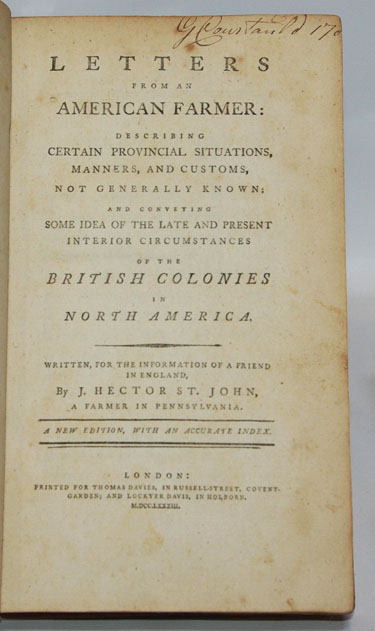 G Courtauld 178
LETTERS
FROM AN
AMERICAN FARMER:
DESCRIBING
CERTAIN PROVINCIAL SITUATIONS,
MANNERS, AND CUSTOMS,
NOT GENERALLY KNOWN;
AND CONVEYING
SOME IDEA OF THE LATE AND PRESENT
INTERIOR CIRCUMSTANCES
OF THE
BRITISH COLONIES
IN
NORTH AMERICA.
WRITTEN, FOR THE INFORMATION OF A FRIEND
IN ENGLAND,
By J. HECTOR ST. JOHN,
A FARMER IN PENNSYLVANIA.
A NEW EDITION, WITH AN ACCURATE INDEX.
LONDON:
PRINTED FOR THOMAS DAVIES, IN RUSSELL-STREET, COVENT-
GARDEN; AND LOCKYER DAVIS, IN HOLBORN.
M.DCC.LXXXIII.